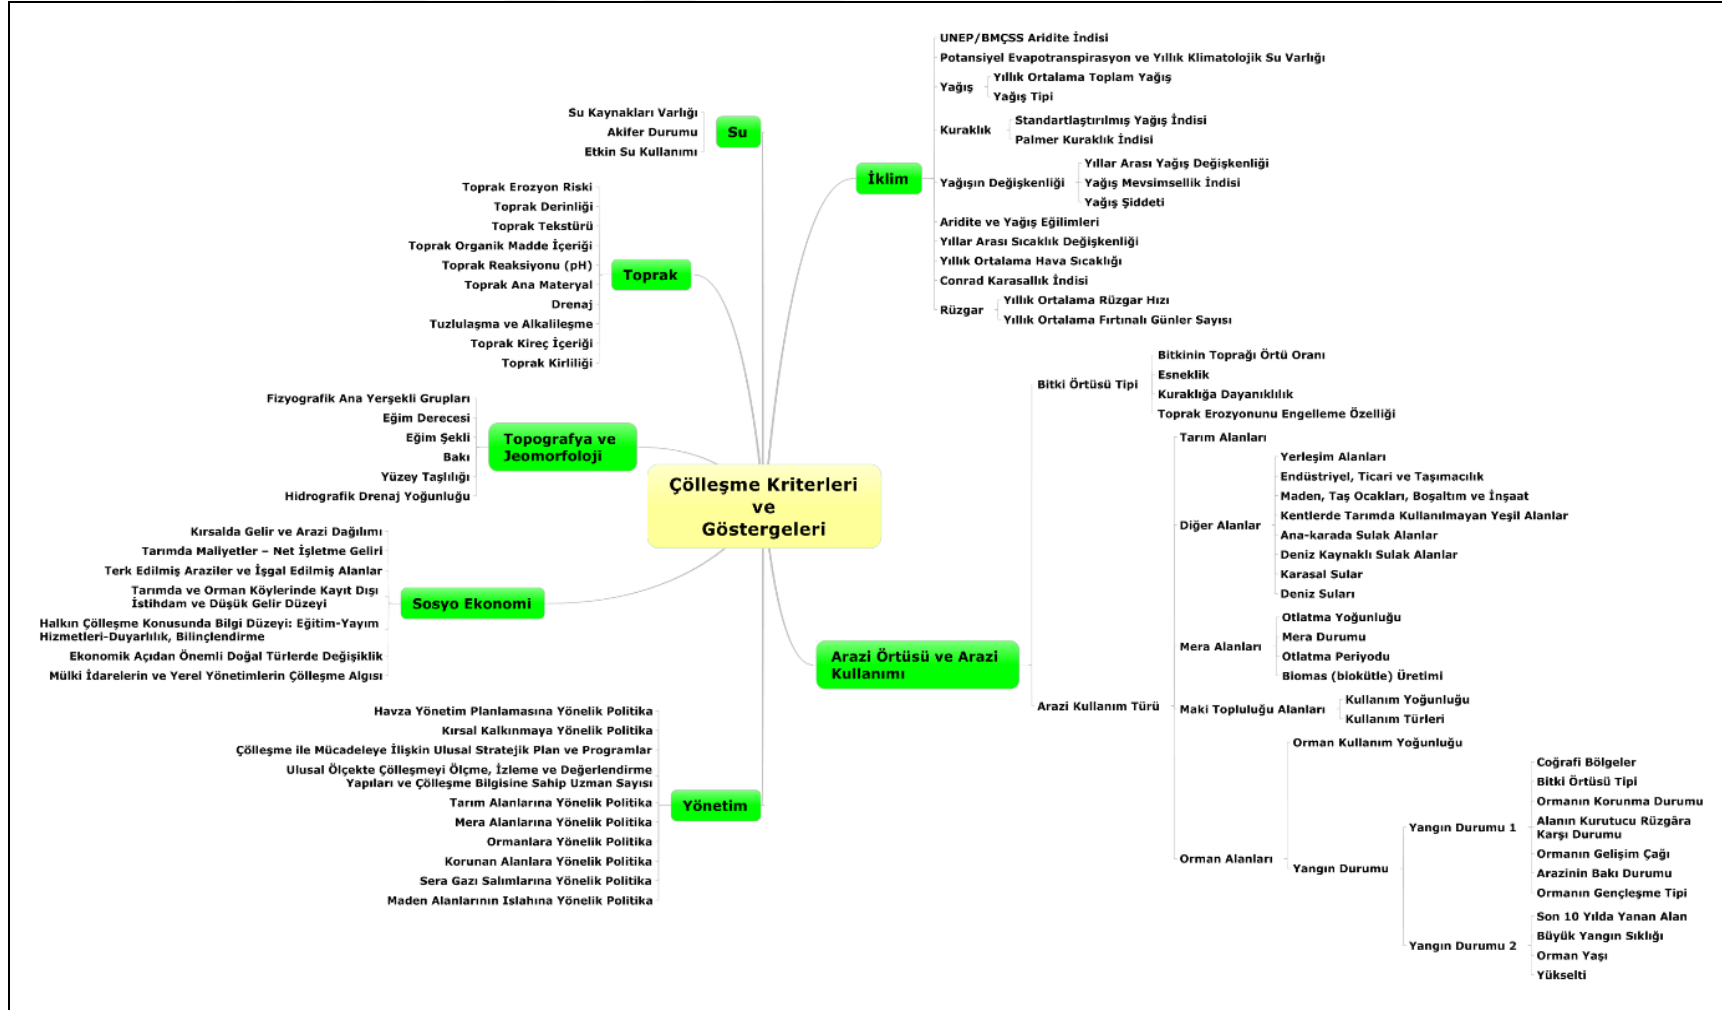 Çölleşme Kriterleri
ve
Göstergeleri
Su
Su Kaynakları Varlığı
Akifer Durumu
Etkin Su Kullanımı
Toprak
Toprak Erozyon Riski
Toprak Derinliği
Toprak Tekstürü
Toprak Organik Madde İçeriği
Toprak Reaksiyonu (pH)
Toprak Ana Materyal
Drenaj
Tuzlulaşma ve Alkalileşme
Toprak Kireç İçeriği
Toprak Kirliliği
Topografya ve
Jeomorfoloji
Fizyografik Ana Yerşekli Grupları
Eğim Derecesi
Eğim Şekli
Bakı
Yüzey Taşlılığı
Hidrografik Drenaj Yoğunluğu
Sosyo Ekonomi
Kırsalda Gelir ve Arazi Dağılımı
Tarımda Maliyetler – Net İşletme Geliri
Terk Edilmiş Araziler ve İşgal Edilmiş Alanlar
Tarımda ve Orman Köylerinde Kayıt Dışı
İstihdam ve Düşük Gelir Düzeyi
Halkın Çölleşme Konusunda Bilgi Düzeyi: Eğitim-Yayım
Hizmetleri-Duyarlılık, Bilinçlendirme
Ekonomik Açıdan Önemli Doğal Türlerde Değişiklik
Mülki İdarelerin ve Yerel Yönetimlerin Çölleşme Algısı
Yönetim
Havza Yönetim Planlamasına Yönelik Politika
Kırsal Kalkınmaya Yönelik Politika
Çölleşme ile Mücadeleye İlişkin Ulusal Stratejik Plan ve Programlar
Ulusal Ölçekte Çölleşmeyi Ölçme, İzleme ve Değerlendirme
Yapıları ve Çölleşme Bilgisine Sahip Uzman Sayısı
Tarım Alanlarına Yönelik Politika
Mera Alanlarına Yönelik Politika
Ormanlara Yönelik Politika
Korunan Alanlara Yönelik Politika
Sera Gazı Salımlarına Yönelik Politika
Maden Alanlarının Islahına Yönelik Politika
İklim
UNEP/BMÇSS Aridite İndisi
Potansiyel Evapotranspirasyon ve Yıllık Klimatolojik Su Varlığı
Yağış
Yıllık Ortalama Toplam Yağış
Yağış Tipi
Kuraklık
Standartlaştırılmış Yağış İndisi
Palmer Kuraklık İndisi
Yağışın Değişkenliği
Yıllar Arası Yağış Değişkenliği
Yağış Mevsimsellik İndisi
Yağış Şiddeti
Aridite ve Yağış Eğilimleri
Yıllar Arası Sıcaklık Değişkenliği
Yıllık Ortalama Hava Sıcaklığı
Conrad Karasallık İndisi
Rüzgar
Yıllık Ortalama Rüzgar Hızı
Yıllık Ortalama Fırtınalı Günler Sayısı
Arazi Örtüsü ve Arazi
Kullanımı
Bitki Örtüsü Tipi
Bitkinin Toprağı Örtü Oranı
Esneklik
Kuraklığa Dayanıklılık
Toprak Erozyonunu Engelleme Özelliği
Arazi Kullanım Türü
Tarım Alanları
Diğer Alanlar
Yerleşim Alanları
Endüstriyel, Ticari ve Taşımacılık
Maden, Taş Ocakları, Boşaltım ve İnşaat
Kentlerde Tarımda Kullanılmayan Yeşil Alanlar
Ana-karada Sulak Alanlar
Deniz Kaynaklı Sulak Alanlar
Karasal Sular
Deniz Suları
Mera Alanları
Otlatma Yoğunluğu
Mera Durumu
Otlatma Periyodu
Biomas (biokütle) Üretimi
Maki Topluluğu Alanları
Kullanım Yoğunluğu
Kullanım Türleri
Orman Alanları
Orman Kullanım Yoğunluğu
Yangın Durumu
Yangın Durumu 1
Coğrafi Bölgeler
Bitki Örtüsü Tipi
Ormanın Korunma Durumu
Alanın Kurutucu Rüzgâra
Karşı Durumu
Ormanın Gelişim Çağı
Arazinin Bakı Durumu
Ormanın Gençleşme Tipi
Yangın Durumu 2
Son 10 Yılda Yanan Alan
Büyük Yangın Sıklığı
Orman Yaşı
Yükselti